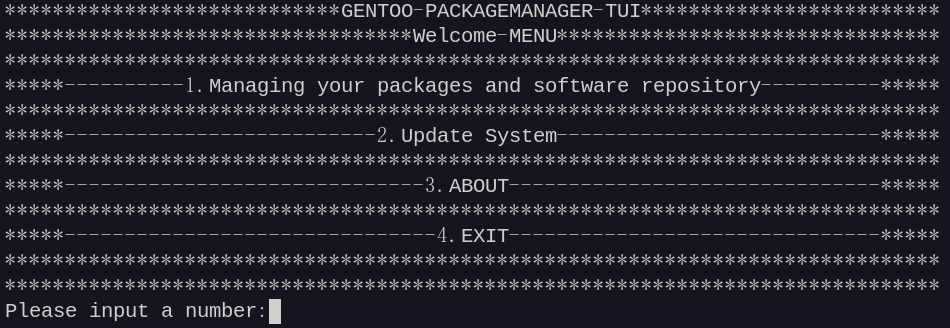 ****************************GENTOO-PACKAGEMANAGER-TUI*************************
**********************************Welcome-MENU********************************
******************************************************************************
*****----------1.Managing your packages and software repository----------*****
******************************************************************************
*****--------------------------2.Update System---------------------------*****
******************************************************************************
*****------------------------------3.ABOUT-------------------------------*****
******************************************************************************
*****-------------------------------4.EXIT-------------------------------*****
******************************************************************************
******************************************************************************
Please input a number: